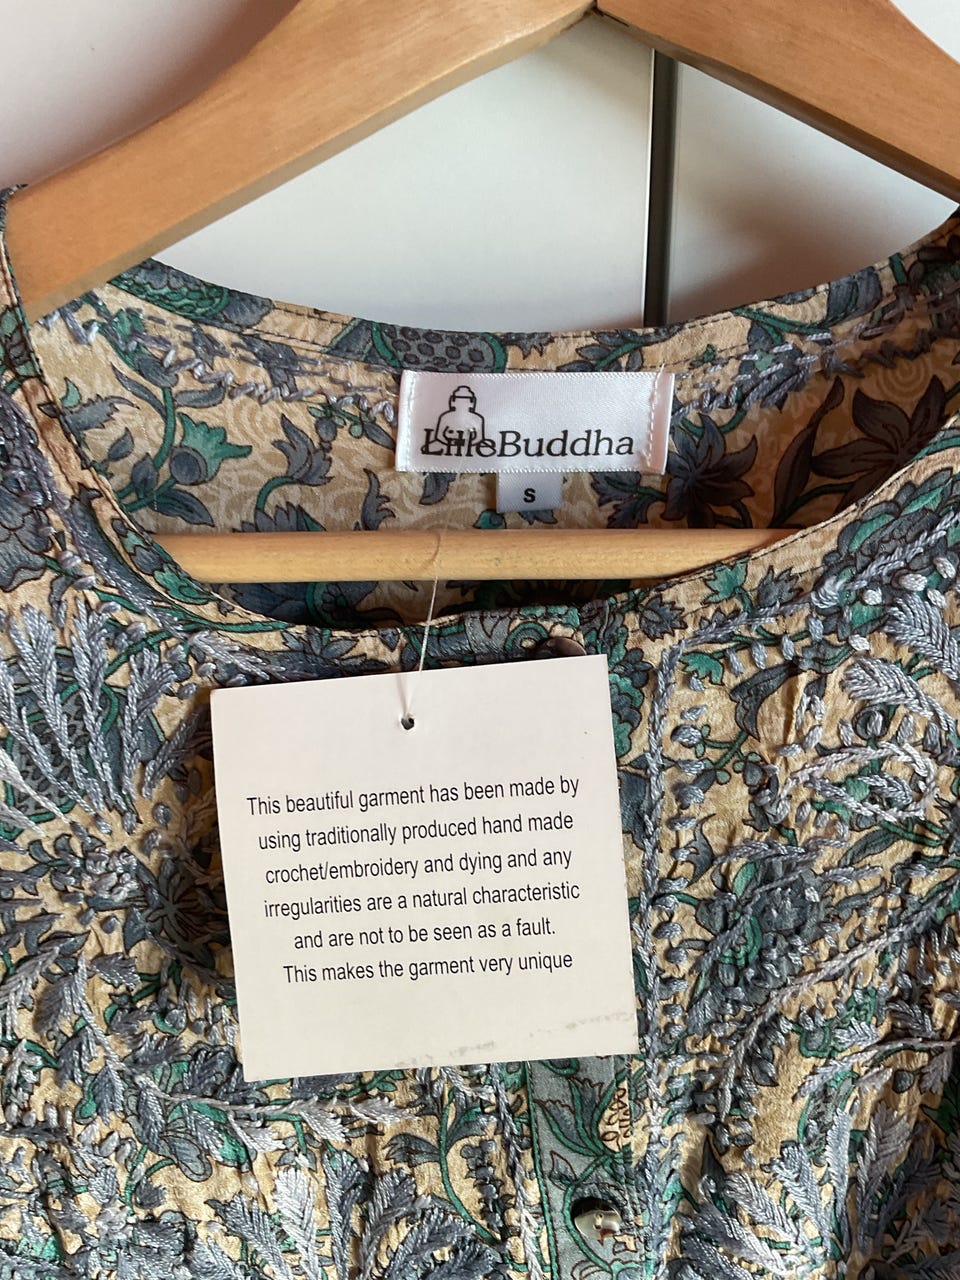 LilleBuddha
S
This beautiful garment has been made by
using traditionally produced hand made
crochet/embroidery and dying and any
irregularities are a natural characteristic
and are not to be seen as a fault.
This makes the garment very unique